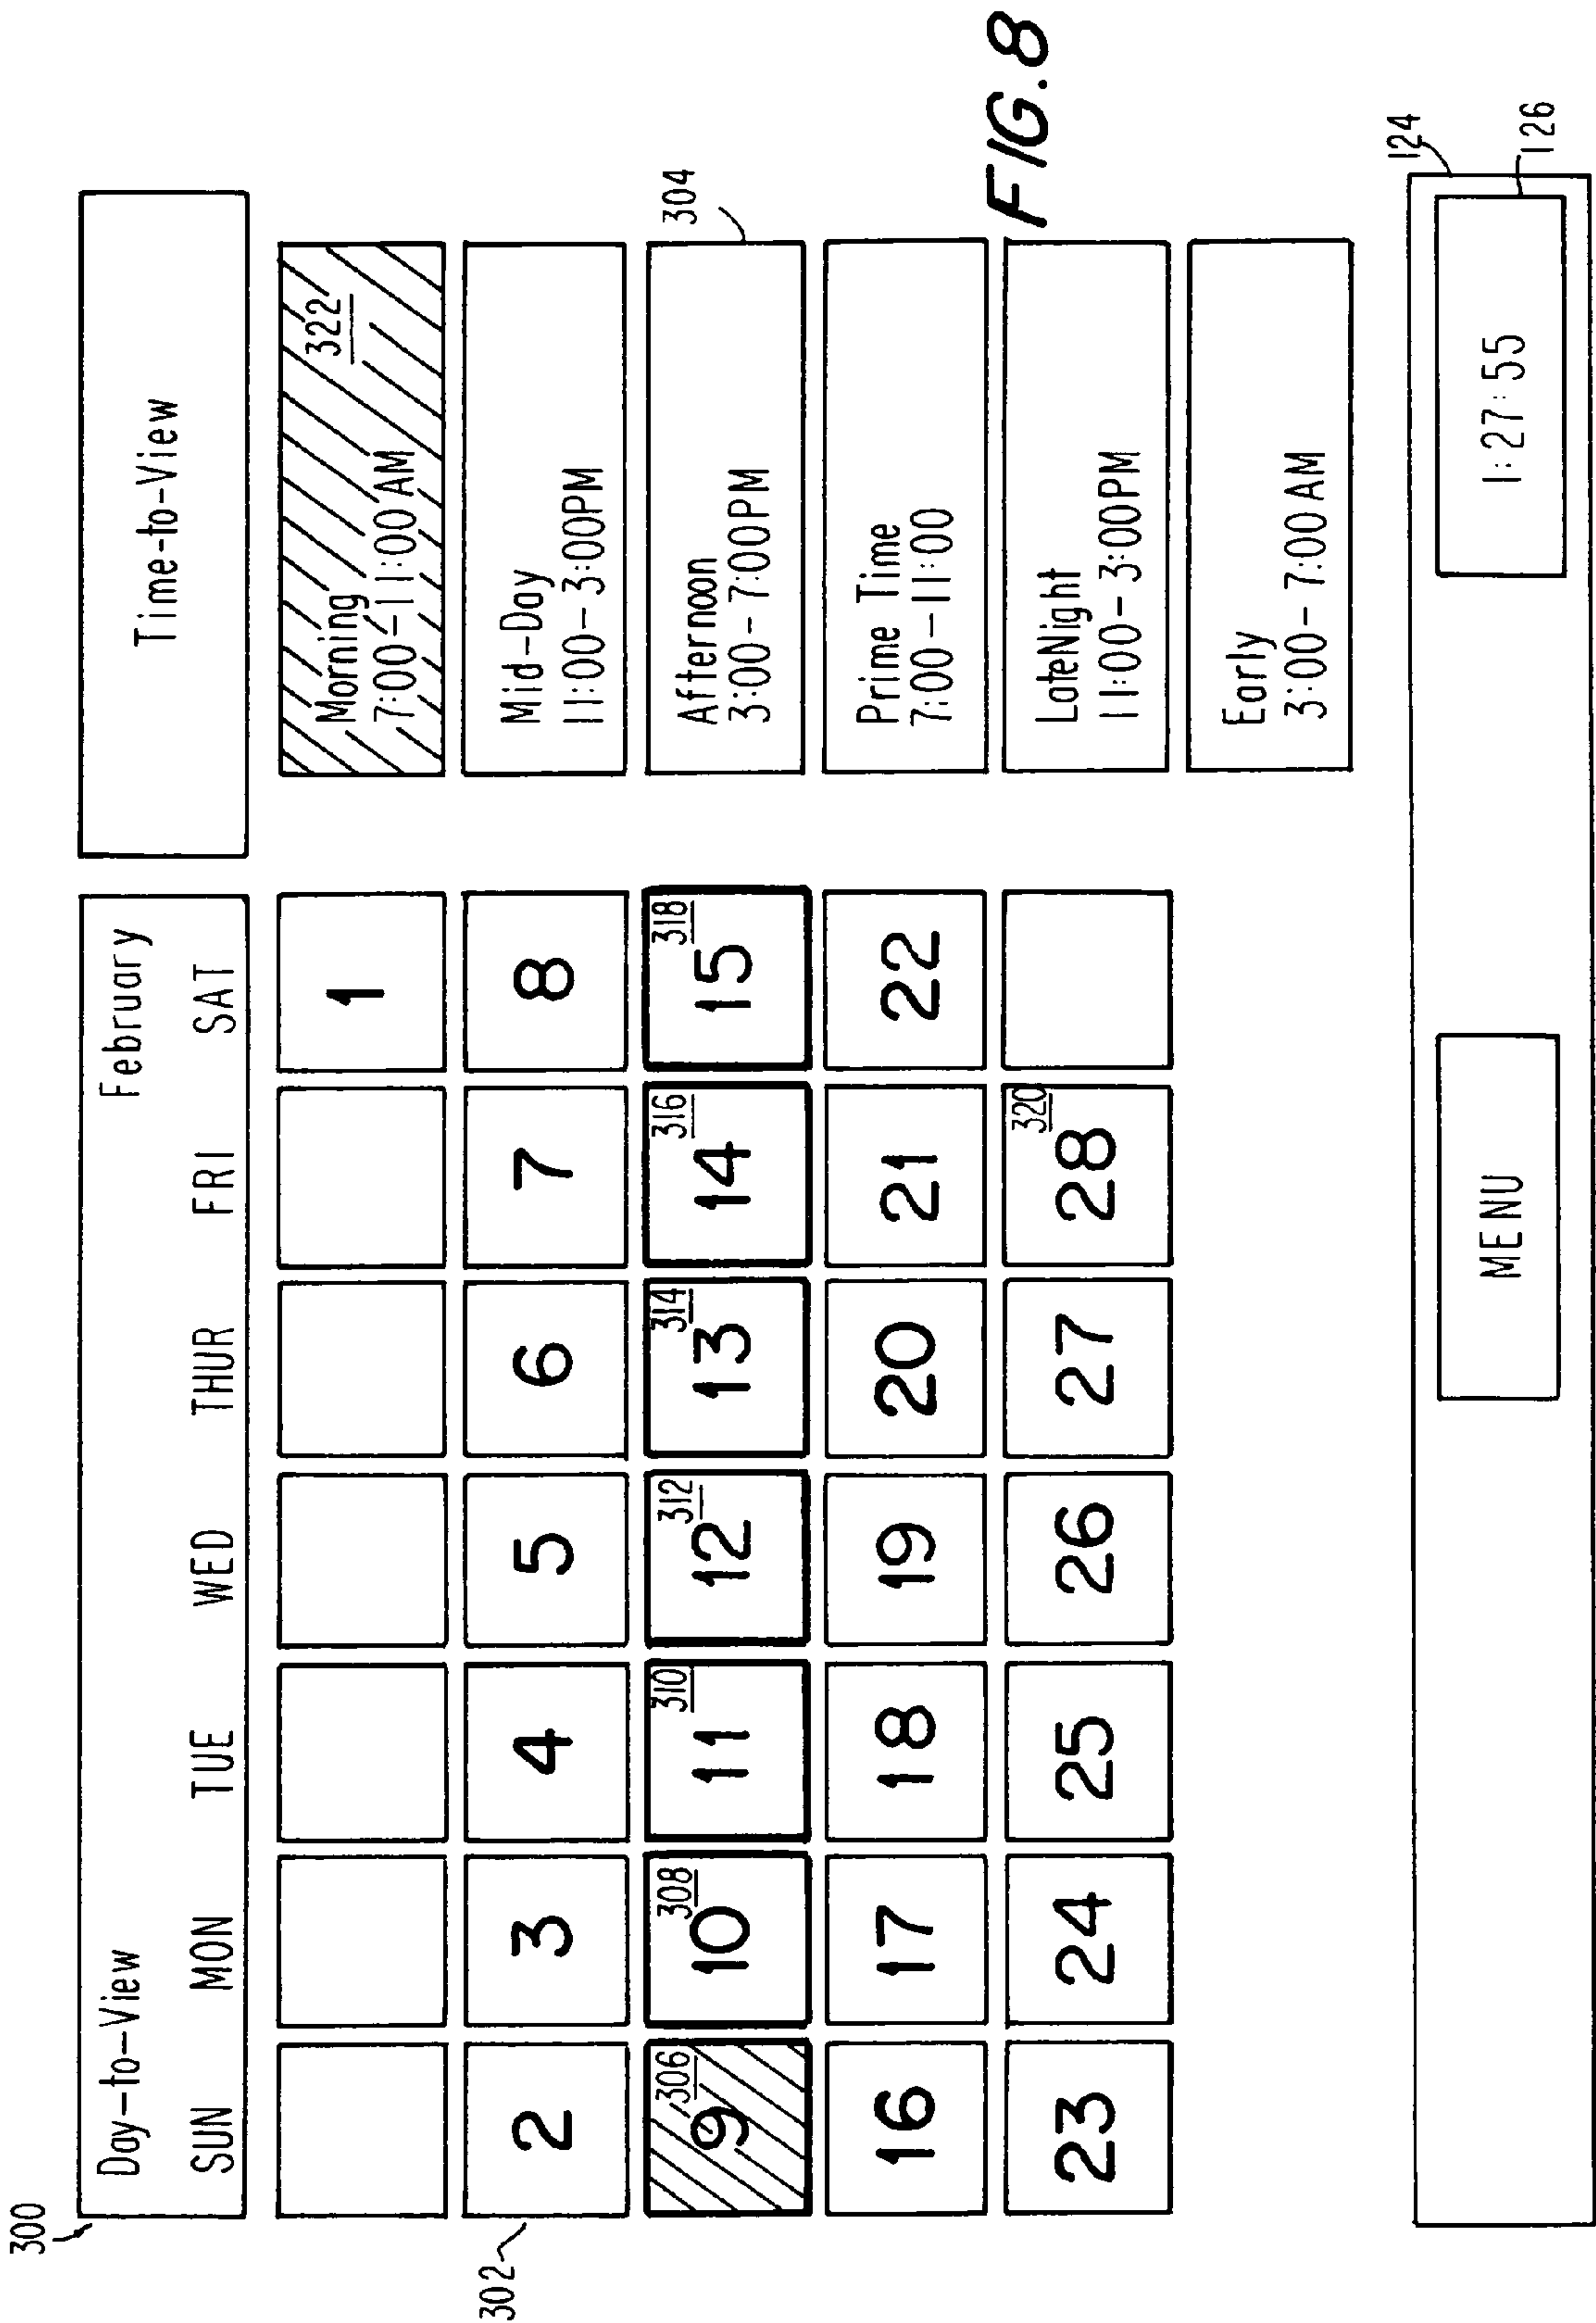 300
Day-to-View February
SUN MON TUE WED THUR FRI SAT
Time-to-View
1
322
Morning
7:00-11:00 AM
302
2 3 4 5 6 7 8
Mid-Day
11:00-3:00PM
306 308 310 312 314 316 318
9 10 11 12 13 14 15
304
Afternoon
3:00-7:00PM
16 17 18 19 20 21 22
Prime Time
7:00-11:00
320
23 24 25 26 27 28
LateNight
11:00-3:00PM
Early
3:00-7:00AM
FIG. 8
124
MENU
1:27:55
126